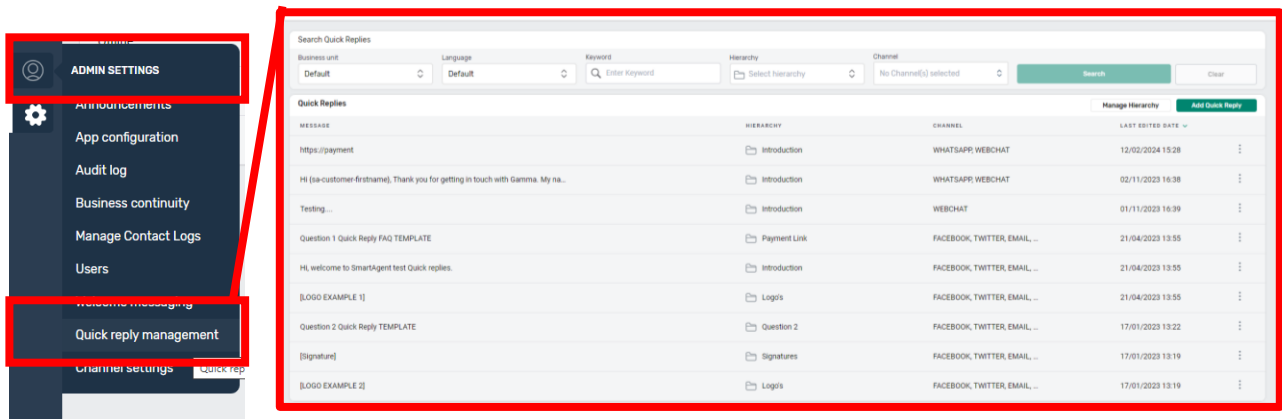 ADMIN SETTINGS
Announcements
App configuration
Audit log
Business continuity
Manage Contact Logs
Users
Welcome messaging
Quick reply management
Channel settings
Quick rep
Search Quick Replies
Business unit Language Keyword Hierarchy Channel
Default Default Enter Keyword Select hierarchy No Channel(s) selected Search Clear
Quick Replies Manage Hierarchy Add Quick Reply
MESSAGE HIERARCHY CHANNEL LAST EDITED DATE
https://payment Introduction WHATSAPP, WEBCHAT 12/02/2024 15:28
Hi {sa-customer-firstname}, Thank you for getting in touch with Gamma. My na... Introduction WHATSAPP, WEBCHAT 02/11/2023 16:38
Testing.... Introduction WEBCHAT 01/11/2023 16:39
Question 1 Quick Reply FAQ TEMPLATE Payment Link FACEBOOK, TWITTER, EMAIL, ... 21/04/2023 13:55
Hi, welcome to SmartAgent test Quick replies. Introduction FACEBOOK, TWITTER, EMAIL, ... 21/04/2023 13:55
[LOGO EXAMPLE 1] Logo's FACEBOOK, TWITTER, EMAIL, ... 21/04/2023 13:55
Question 2 Quick Reply TEMPLATE Question 2 FACEBOOK, TWITTER, EMAIL, ... 17/01/2023 13:22
[Signature] Signatures FACEBOOK, TWITTER, EMAIL, ... 17/01/2023 13:19
[LOGO EXAMPLE 2] Logo's FACEBOOK, TWITTER, EMAIL, ... 17/01/2023 13:19